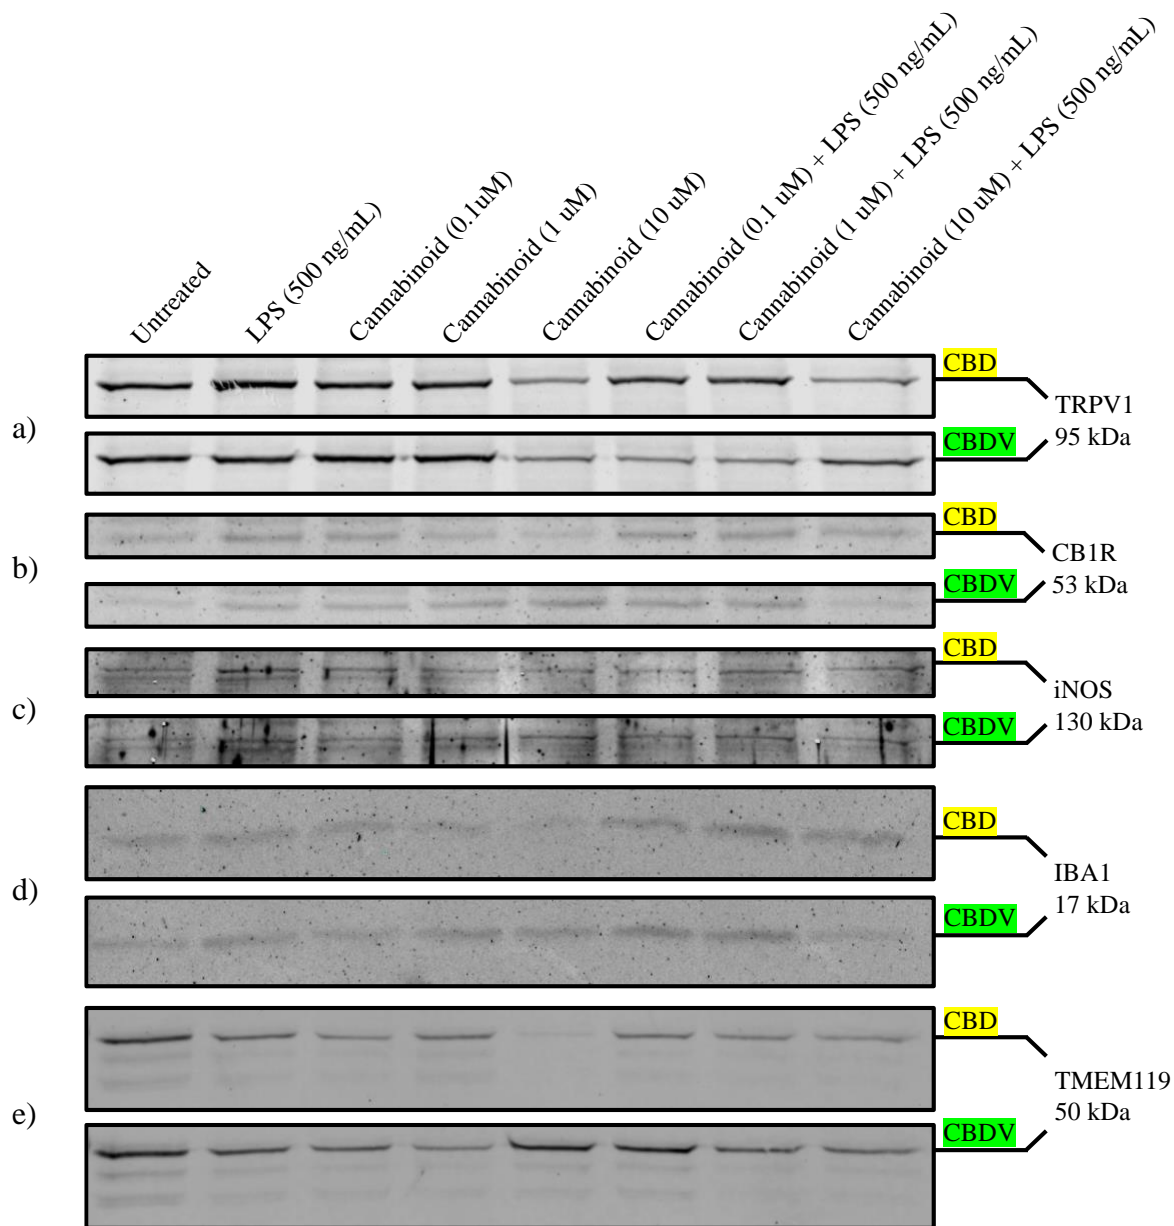 Untreated
LPS (500 ng/mL)
Cannabinoid (0.1uM)
Cannabinoid (1 uM)
Cannabinoid (10 uM)
Cannabinoid (0.1 uM) + LPS (500 ng/mL)
Cannabinoid (1 uM) + LPS (500 ng/mL)
Cannabinoid (10 uM) + LPS (500 ng/mL)
a)
CBD
TRPV1
95 kDa
CBDV
b)
CBD
CB1R
53 kDa
CBDV
c)
CBD
iNOS
130 kDa
CBDV
d)
CBD
IBA1
17 kDa
CBDV
e)
CBD
TMEM119
50 kDa
CBDV